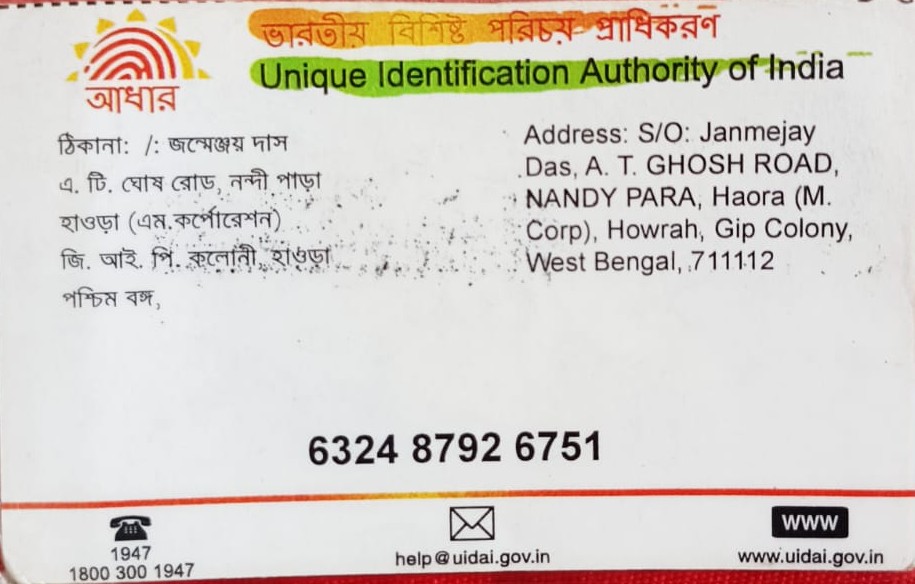 ভারতীয় বিশিষ্ট পরিচয় প্রাধিকরণ
Unique Identification Authority of India
আধার
ঠিকানা: /: জন্মেঞ্জয় দাস
এ. টি. ঘোষ রোড, নন্দী পাড়া
হাওড়া (এম.কর্পোরেশন)
জি. আই. পি. কলোনী, হাওড়া
পশ্চিম বঙ্গ,
Address: S/O: Janmejay
Das, A. T. GHOSH ROAD,
NANDY PARA, Haora (M.
Corp), Howrah, Gip Colony,
West Bengal, 711112
6324 8792 6751
1947
1800 300 1947
help@uidai.gov.in
www
www.uidai.gov.in